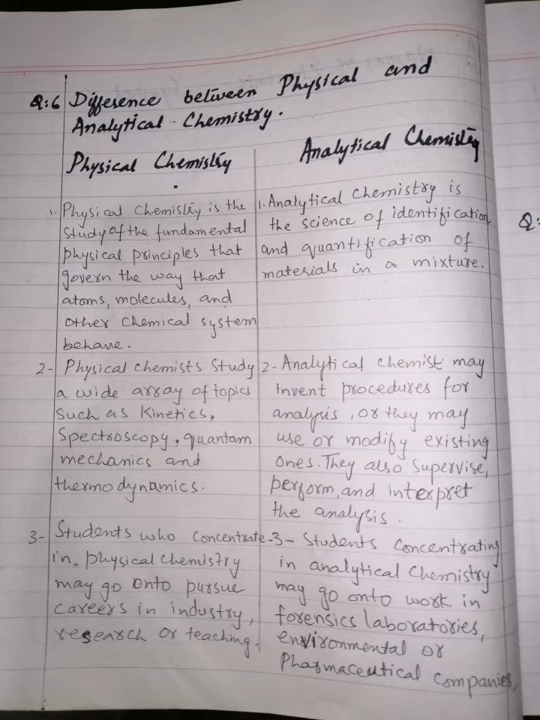 Q:6 Difference between Physical and
Analytical Chemistry.
Physical Chemistry
1- Physical chemistry is the
study of the fundamental
physical principles that
govern the way that
atoms, molecules, and
other chemical system
behave.
2- Physical chemists study
a wide array of topics
such as Kinetics,
Spectroscopy, quantam
mechanics and
thermodynamics.
3- Students who concentrate
in physical chemistry
may go onto pursue
careers in industry,
research or teaching.
Analytical Chemistry
1. Analytical Chemistry is
the science of identification
and quantification of
materials in a mixture.
2- Analytical chemist may
invent procedures for
analysis, or they may
use or modify existing
ones. They also supervise,
perform, and interpret
the analysis.
3- Students concentrating
in analytical chemistry
may go onto work in
forensics laboratories,
environmental or
Pharmaceutical companies,
Q: